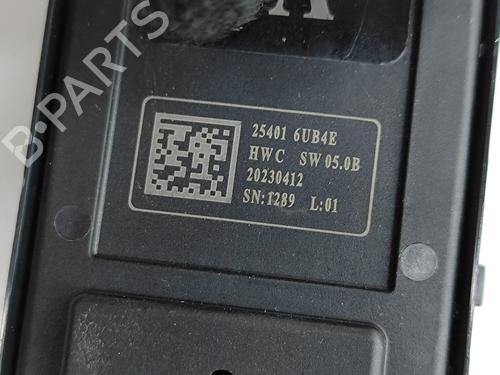 A
25401 6UB4E
HWC SW 05.0B
20230412
SN:1289 L:01
B-PARTS